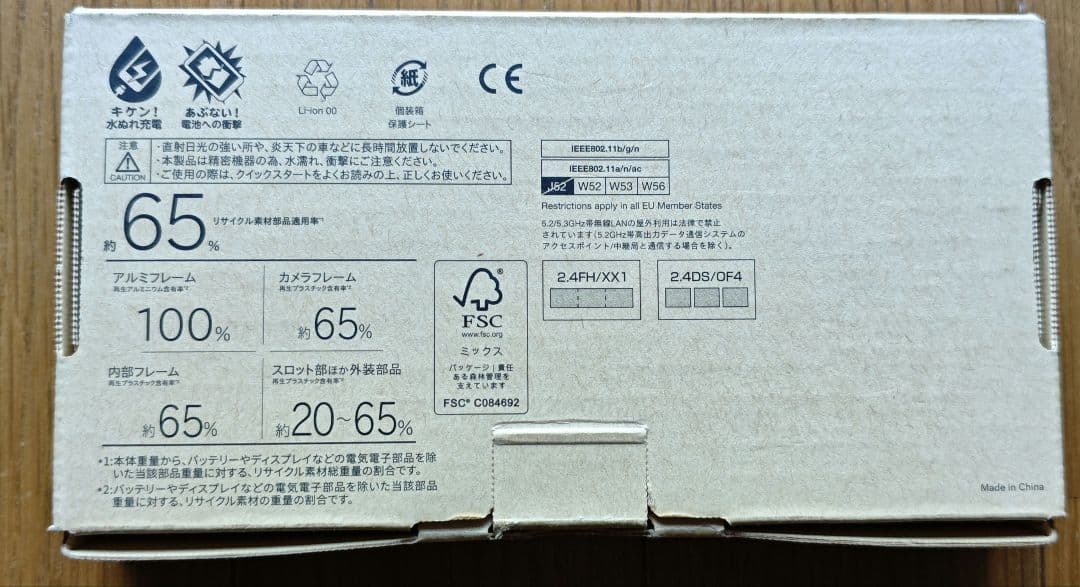 キケン!
水ぬれ充電
あぶない!
電池への衝撃
Li-ion 00
紙
個装箱
保護シート
CE
注意
CAUTION
・直射日光の強い所や、炎天下の車などに長時間放置しないでください。
・本製品は精密機器の為、水濡れ、衝撃にご注意ください。
・ご使用の際は、クイックスタートをよくお読みの上、正しくお使いください。
IEEE802.11b/g/n
IEEE802.11a/n/ac
J52 W52 W53 W56
Restrictions apply in all EU Member States
5.2/5.3GHz帯無線LANの屋外利用は法律で禁止
されています(5.2GHz帯高出力データ通信システムの
アクセスポイント/中継局と通信する場合を除く)。
2.4FH/XX1
2.4DS/OF4
約65%
リサイクル素材部品適用率*1
アルミフレーム
再生アルミニウム含有率*2
100%
カメラフレーム
再生プラスチック含有率*2
約65%
内部フレーム
再生プラスチック含有率*2
約65%
スロット部ほか外装部品
再生プラスチック含有率*2
約20~65%
FSC®
www.fsc.org
ミックス
パッケージ|責任
ある森林管理を
支えています
FSC® C084692
*1:本体重量から、バッテリーやディスプレイなどの電気電子部品を除
いた当該部品重量に対する、リサイクル素材総重量の割合です。
*2:バッテリーやディスプレイなどの電気電子部品を除いた当該部品
重量に対する、リサイクル素材の重量の割合です。
Made in China